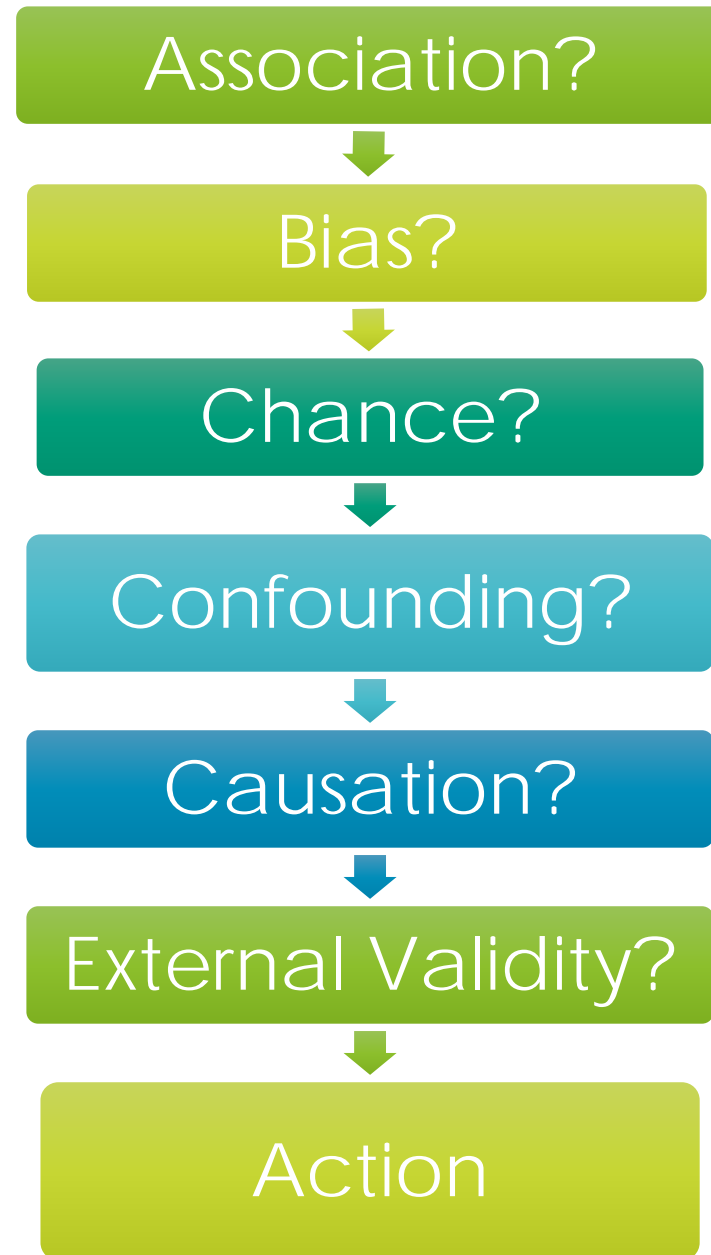 Association?
Bias?
Chance?
Confounding?
Causation?
External Validity?
Action